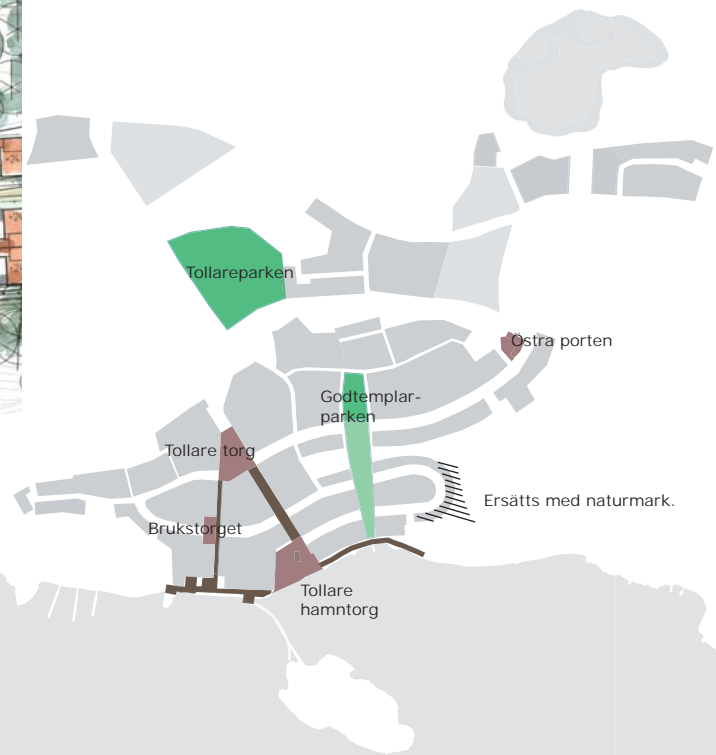 Tollareparken
Östra porten
Godtemplar-
parken
Tollare torg
Ersätts med naturmark.
Brukstorget
Tollare
hamntorg